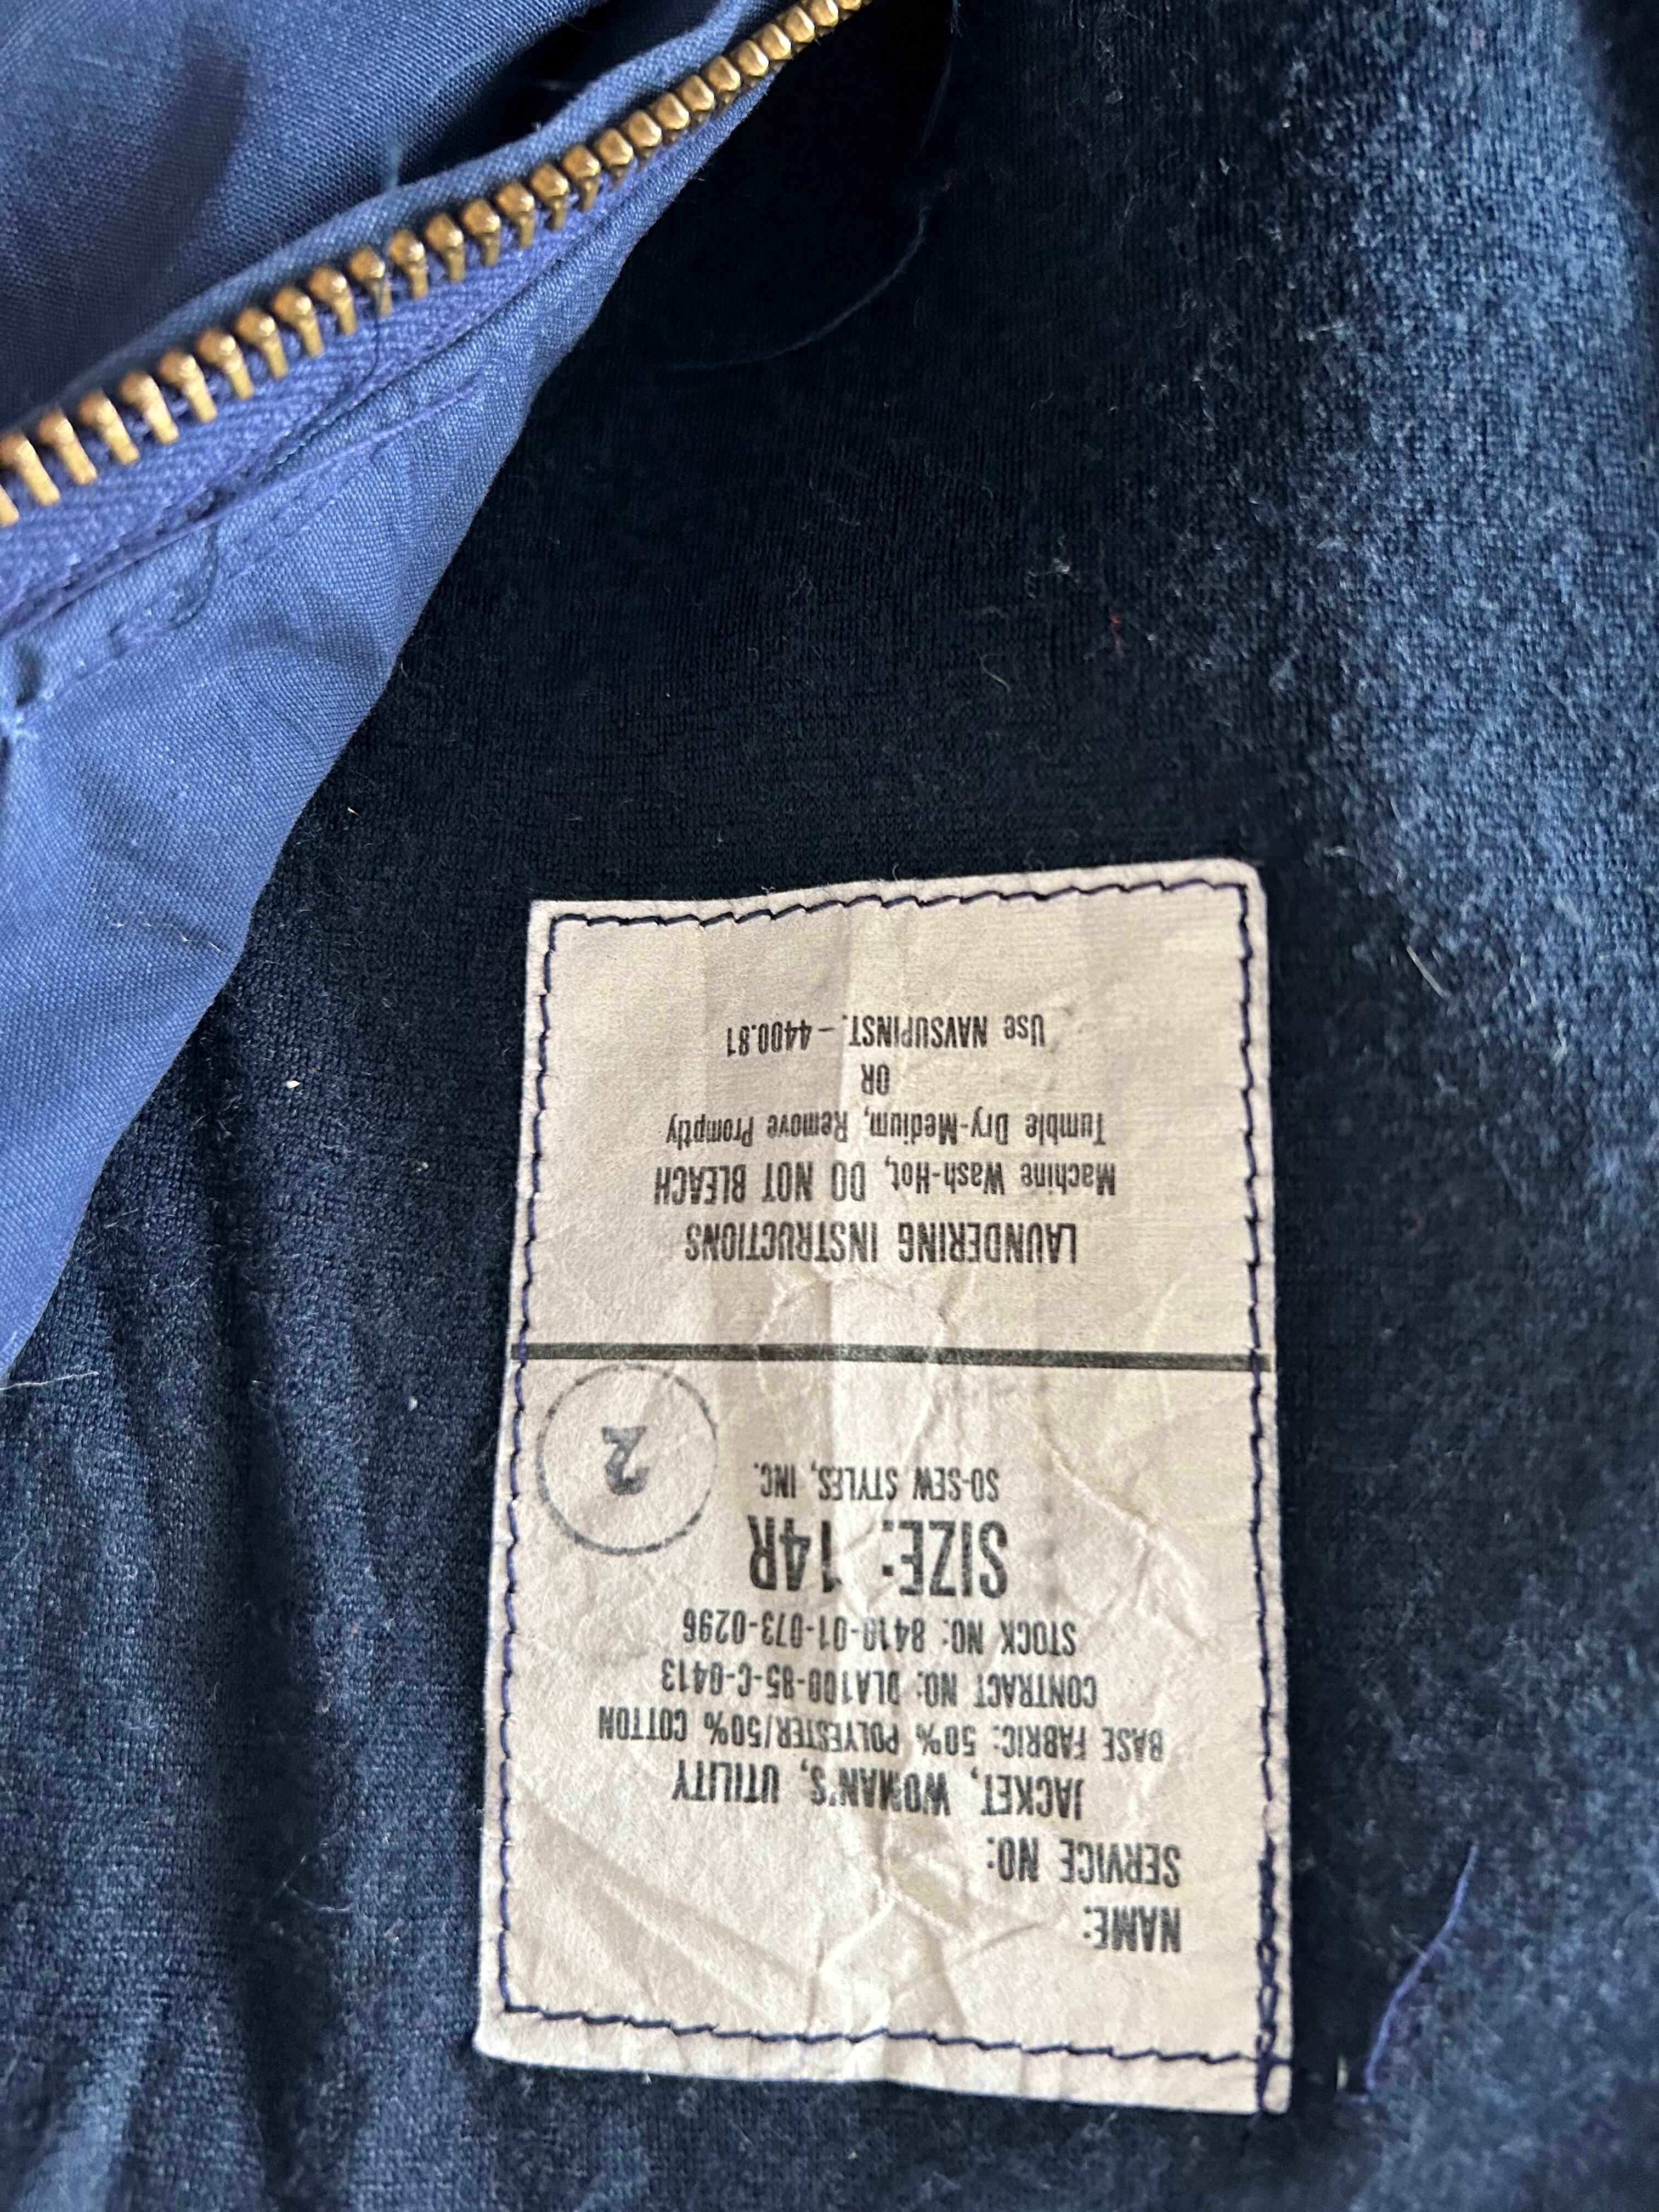 NAME:
SERVICE NO:
JACKET, WOMAN'S, UTILITY
BASE FABRIC: 50% POLYESTER/50% COTTON
CONTRACT NO: DLA100-85-C-0413
STOCK NO: 8410-01-073-0296
SIZE: 14R
SO-SEW STYLES, INC.
2
LAUNDERING INSTRUCTIONS
Machine Wash-Hot, DO NOT BLEACH
Tumble Dry-Medium, Remove Promptly
OR
Use NAVSUPINST. - 4400.81